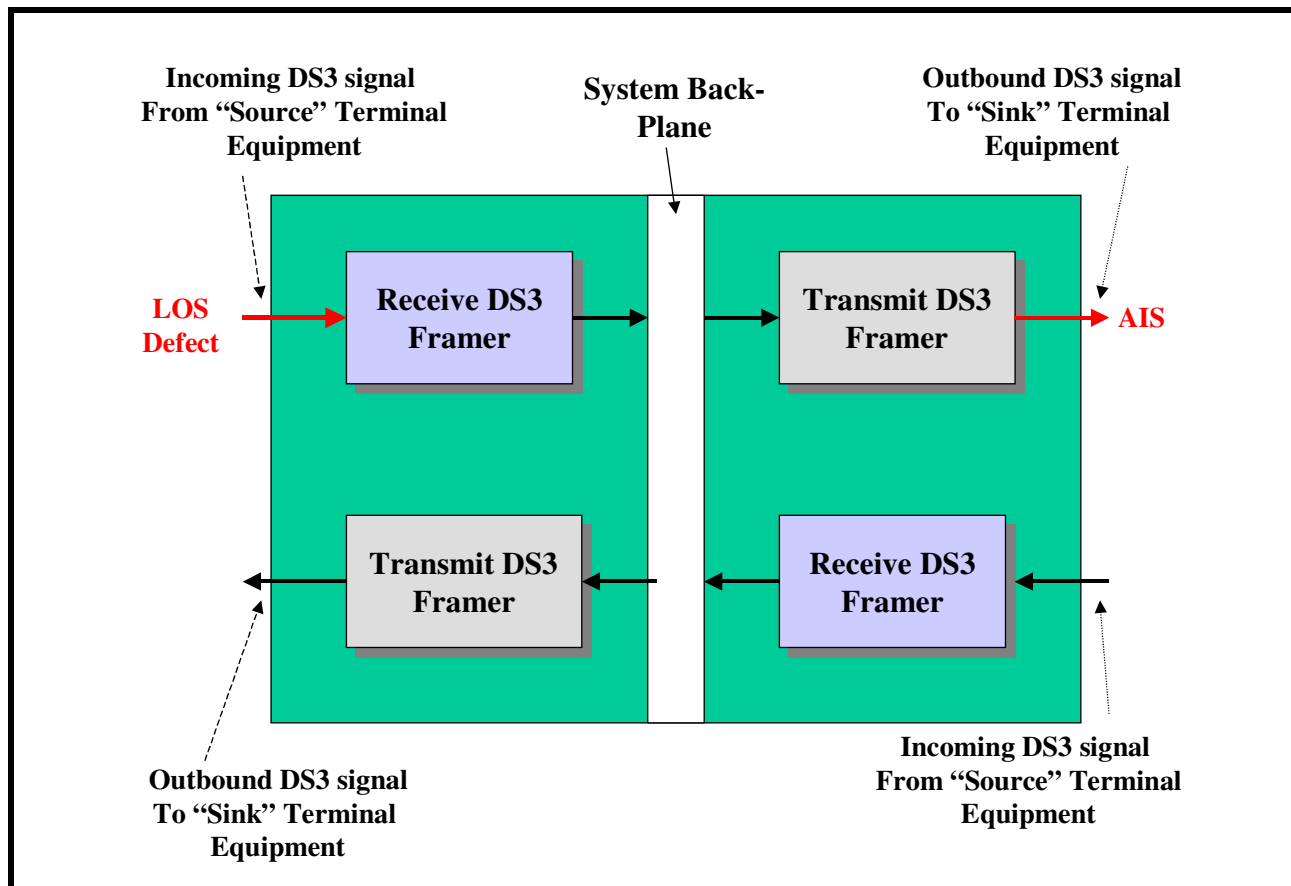 Incoming DS3 signal
From “Source” Terminal
Equipment
System Back-
Plane
Outbound DS3 signal
To “Sink” Terminal
Equipment
LOS
Defect
Receive DS3
Framer
Transmit DS3
Framer
AIS
Transmit DS3
Framer
Receive DS3
Framer
Outbound DS3 signal
To “Sink” Terminal
Equipment
Incoming DS3 signal
From “Source” Terminal
Equipment